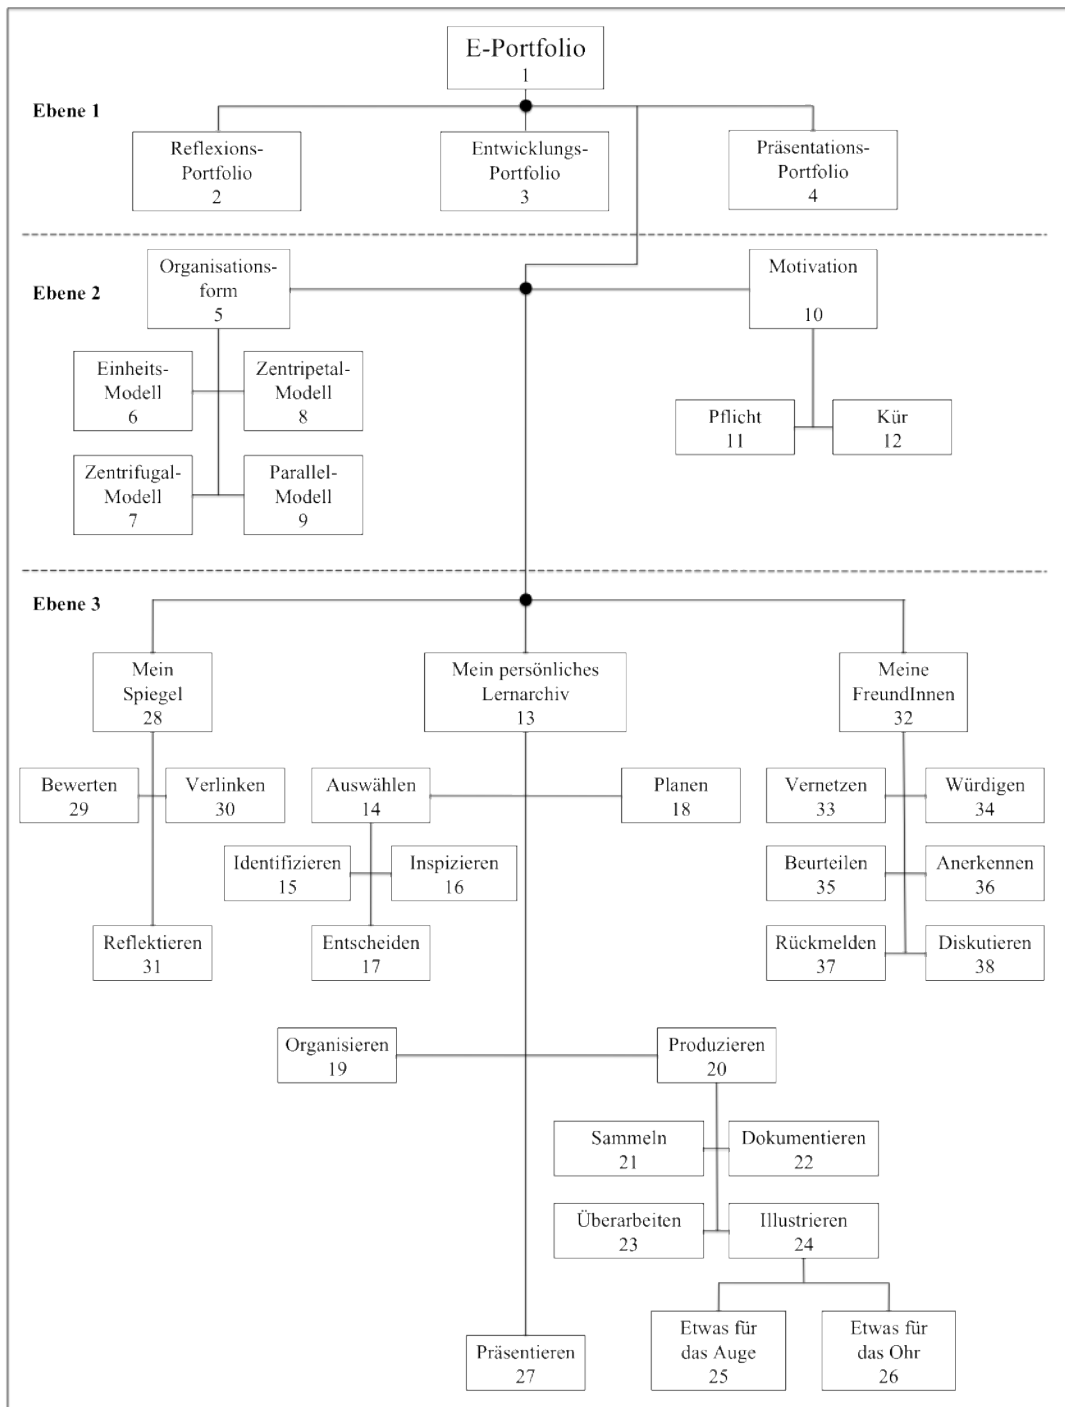 E-Portfolio
1
Ebene 1
Reflexions-
Portfolio
2
Entwicklungs-
Portfolio
3
Präsentations-
Portfolio
4
Ebene 2
Organisations-
form
5
Motivation
10
Einheits-
Modell
6
Zentripetal-
Modell
8
Pflicht
11
Kür
12
Zentrifugal-
Modell
7
Parallel-
Modell
9
Ebene 3
Mein
Spiegel
28
Mein persönliches
Lernarchiv
13
Meine
FreundInnen
32
Bewerten
29
Verlinken
30
Auswählen
14
Planen
18
Vernetzen
33
Würdigen
34
Identifizieren
15
Inspizieren
16
Beurteilen
35
Anerkennen
36
Reflektieren
31
Entscheiden
17
Rückmelden
37
Diskutieren
38
Organisieren
19
Produzieren
20
Sammeln
21
Dokumentieren
22
Überarbeiten
23
Illustrieren
24
Präsentieren
27
Etwas für
das Auge
25
Etwas für
das Ohr
26